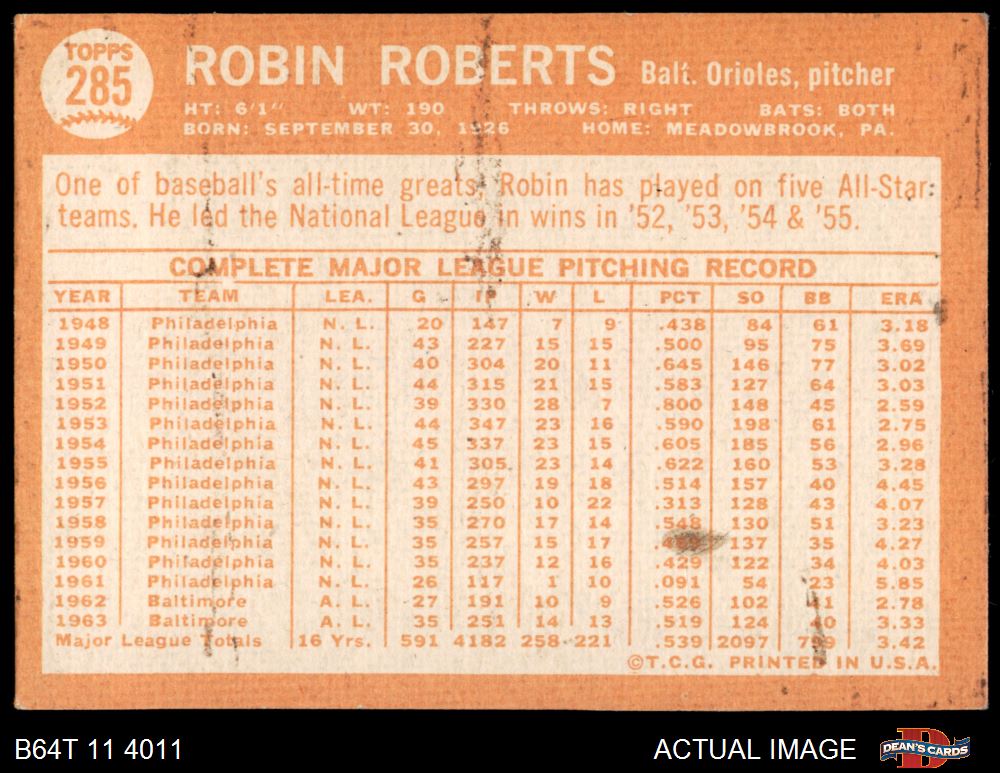 TOPPS
285
ROBIN ROBERTS Balt. Orioles, pitcher
HT: 6'1" WT: 190 THROWS: RIGHT BATS: BOTH
BORN: SEPTEMBER 30, 1926 HOME: MEADOWBROOK, PA.
One of baseball's all-time greats, Robin has played on five All-Star
teams. He led the National League in wins in '52, '53, '54 & '55.
COMPLETE MAJOR LEAGUE PITCHING RECORD
YEAR TEAM LEA. G IP W L PCT SO BB ERA
1948 Philadelphia N. L. 20 147 7 9 .438 84 61 3.18
1949 Philadelphia N. L. 43 227 15 15 .500 95 75 3.69
1950 Philadelphia N. L. 40 304 20 11 .645 146 77 3.02
1951 Philadelphia N. L. 44 315 21 15 .583 127 64 3.03
1952 Philadelphia N. L. 39 330 28 7 .800 148 45 2.59
1953 Philadelphia N. L. 44 347 23 16 .590 198 61 2.75
1954 Philadelphia N. L. 45 337 23 15 .605 185 56 2.96
1955 Philadelphia N. L. 41 305 23 14 .622 160 53 3.28
1956 Philadelphia N. L. 43 297 19 18 .514 157 40 4.45
1957 Philadelphia N. L. 39 250 10 22 .313 128 43 4.07
1958 Philadelphia N. L. 35 270 17 14 .548 130 51 3.23
1959 Philadelphia N. L. 35 257 15 17 137 35 4.27
1960 Philadelphia N. L. 35 237 12 16 .429 122 34 4.03
1961 Philadelphia N. L. 26 117 1 10 .091 54 23 5.85
1962 Baltimore A. L. 27 191 10 9 .526 102 2.78
1963 Baltimore A. L. 35 251 14 13 .519 124 40 3.33
Major League Totals 16 Yrs. 591 4182 258 221 .539 2097 3.42
©T.C.G. PRINTED IN U.S.A.
B64T 11 4011 ACTUAL IMAGE DEAN'S CARDS